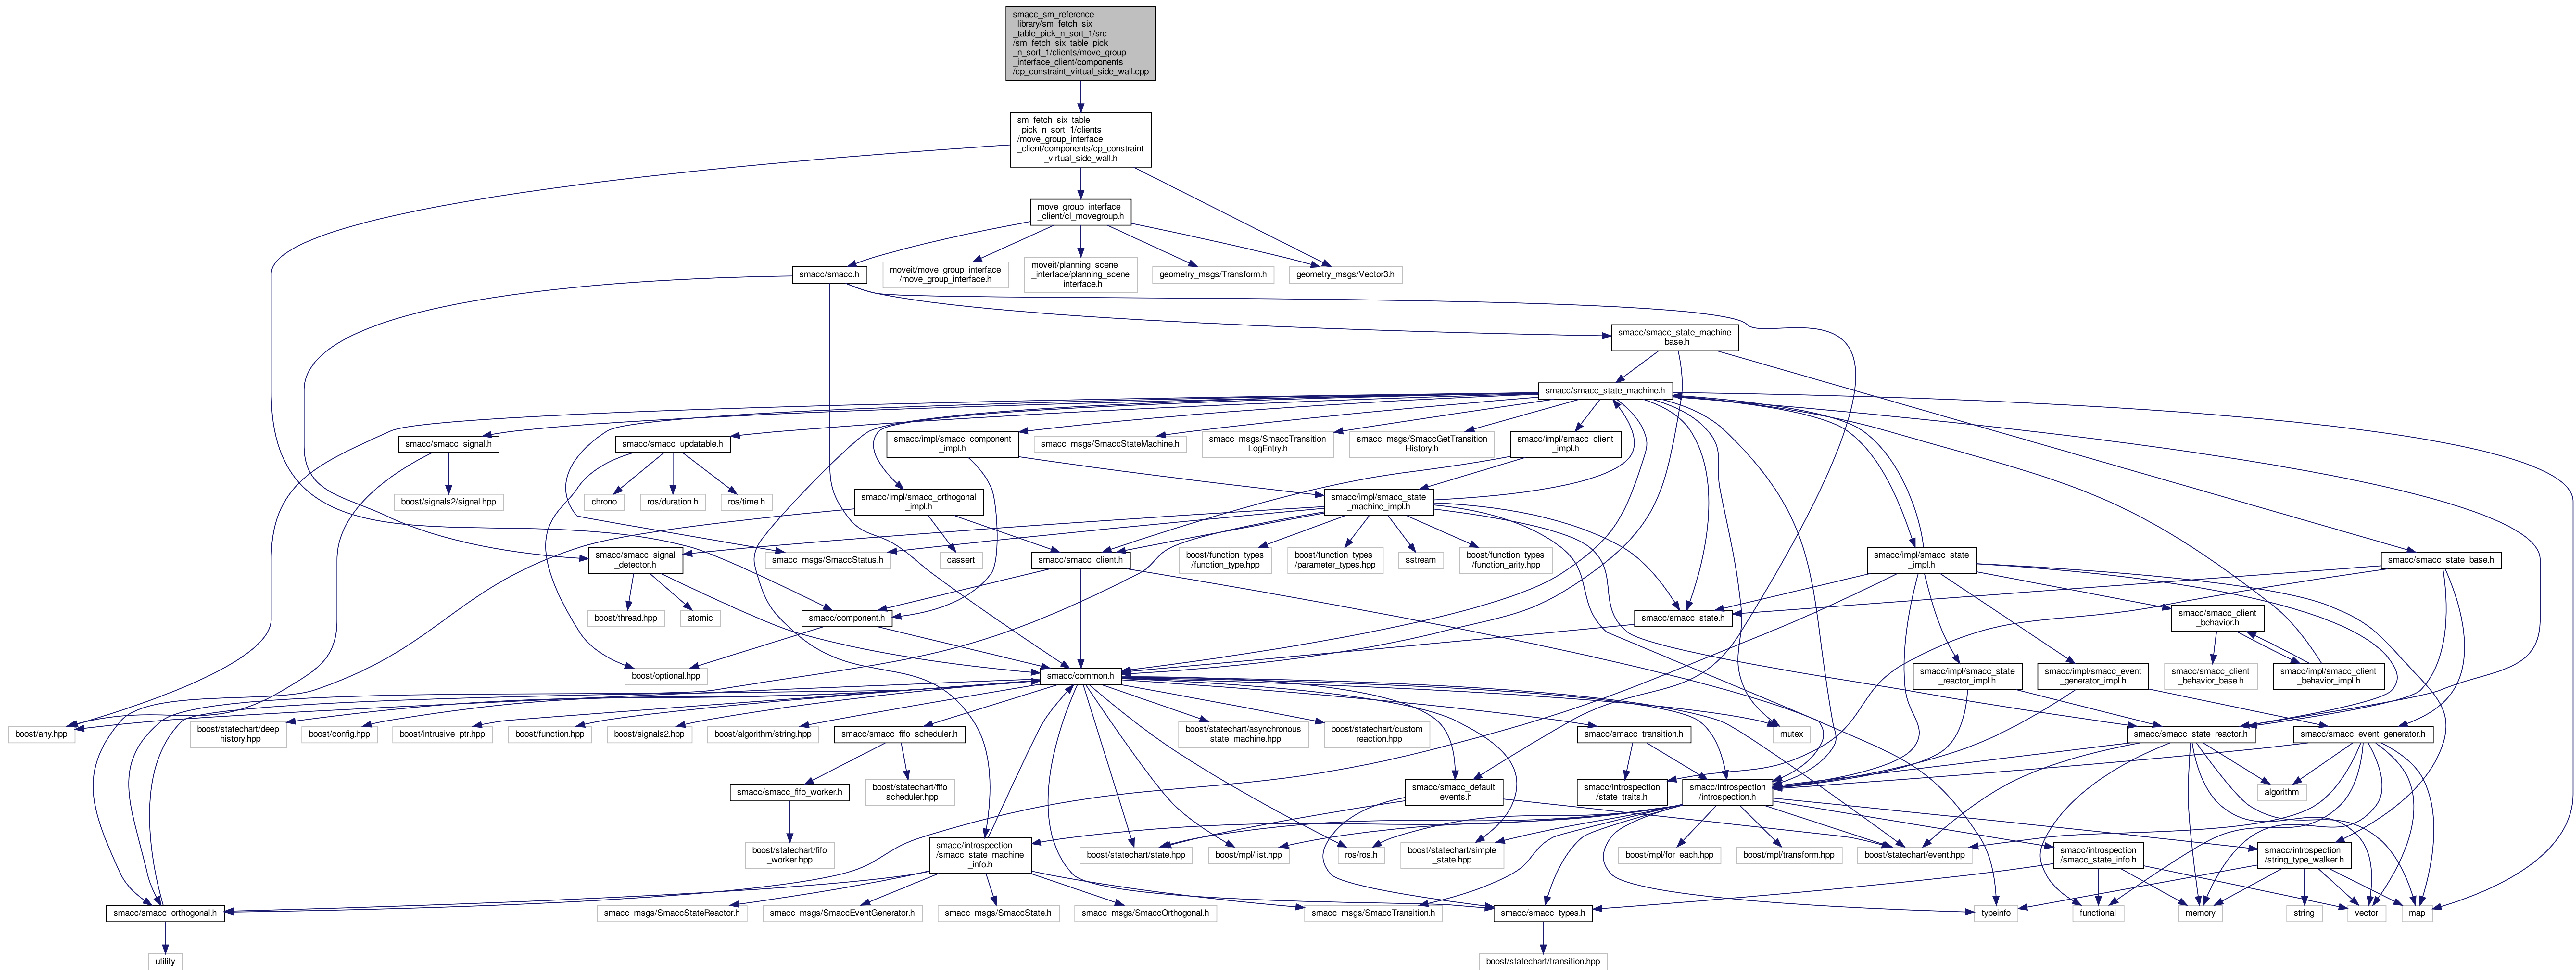 smacc_sm_reference
_library/sm_fetch_six
_table_pick_n_sort_1/src
/sm_fetch_six_table_pick
_n_sort_1/clients/move_group
_interface_client/components
/cp_constraint_virtual_side_wall.cpp
sm_fetch_six_table
_pick_n_sort_1/clients
/move_group_interface
_client/components/cp_constraint
_virtual_side_wall.h
move_group_interface
_client/cl_movegroup.h
smacc/smacc.h
moveit/move_group_interface
/move_group_interface.h
moveit/planning_scene
_interface/planning_scene
_interface.h
geometry_msgs/Transform.h
geometry_msgs/Vector3.h
smacc/smacc_state_machine
_base.h
smacc/smacc_state_machine.h
smacc/smacc_signal.h
smacc/smacc_updatable.h
smacc/impl/smacc_component
_impl.h
smacc_msgs/SmaccStateMachine.h
smacc_msgs/SmaccTransition
LogEntry.h
smacc_msgs/SmaccGetTransition
History.h
smacc/impl/smacc_client
_impl.h
boost/signals2/signal.hpp
chrono
ros/duration.h
ros/time.h
smacc/impl/smacc_orthogonal
_impl.h
smacc/impl/smacc_state
_machine_impl.h
smacc/smacc_signal
_detector.h
smacc_msgs/SmaccStatus.h
cassert
smacc/smacc_client.h
boost/function_types
/function_type.hpp
boost/function_types
/parameter_types.hpp
sstream
boost/function_types
/function_arity.hpp
smacc/impl/smacc_state
_impl.h
smacc/smacc_state_base.h
boost/thread.hpp
atomic
smacc/component.h
smacc/smacc_state.h
smacc/smacc_client
_behavior.h
boost/optional.hpp
smacc/common.h
smacc/impl/smacc_state
_reactor_impl.h
smacc/impl/smacc_event
_generator_impl.h
smacc/smacc_client
_behavior_base.h
smacc/impl/smacc_client
_behavior_impl.h
boost/any.hpp
boost/statechart/deep
_history.hpp
boost/config.hpp
boost/intrusive_ptr.hpp
boost/function.hpp
boost/signals2.hpp
boost/algorithm/string.hpp
smacc/smacc_fifo_scheduler.h
boost/statechart/asynchronous
_state_machine.hpp
boost/statechart/custom
_reaction.hpp
smacc/smacc_transition.h
mutex
smacc/smacc_state_reactor.h
smacc/smacc_event_generator.h
smacc/smacc_fifo_worker.h
boost/statechart/fifo
_scheduler.hpp
smacc/smacc_default
_events.h
smacc/introspection
/state_traits.h
smacc/introspection
/introspection.h
algorithm
boost/statechart/fifo
_worker.hpp
smacc/introspection
/smacc_state_machine
_info.h
boost/statechart/state.hpp
boost/mpl/list.hpp
ros/ros.h
boost/statechart/simple
_state.hpp
boost/mpl/for_each.hpp
boost/mpl/transform.hpp
boost/statechart/event.hpp
smacc/introspection
/smacc_state_info.h
smacc/introspection
/string_type_walker.h
smacc/smacc_orthogonal.h
smacc_msgs/SmaccStateReactor.h
smacc_msgs/SmaccEventGenerator.h
smacc_msgs/SmaccState.h
smacc_msgs/SmaccOrthogonal.h
smacc_msgs/SmaccTransition.h
smacc/smacc_types.h
typeinfo
functional
memory
string
vector
map
utility
boost/statechart/transition.hpp